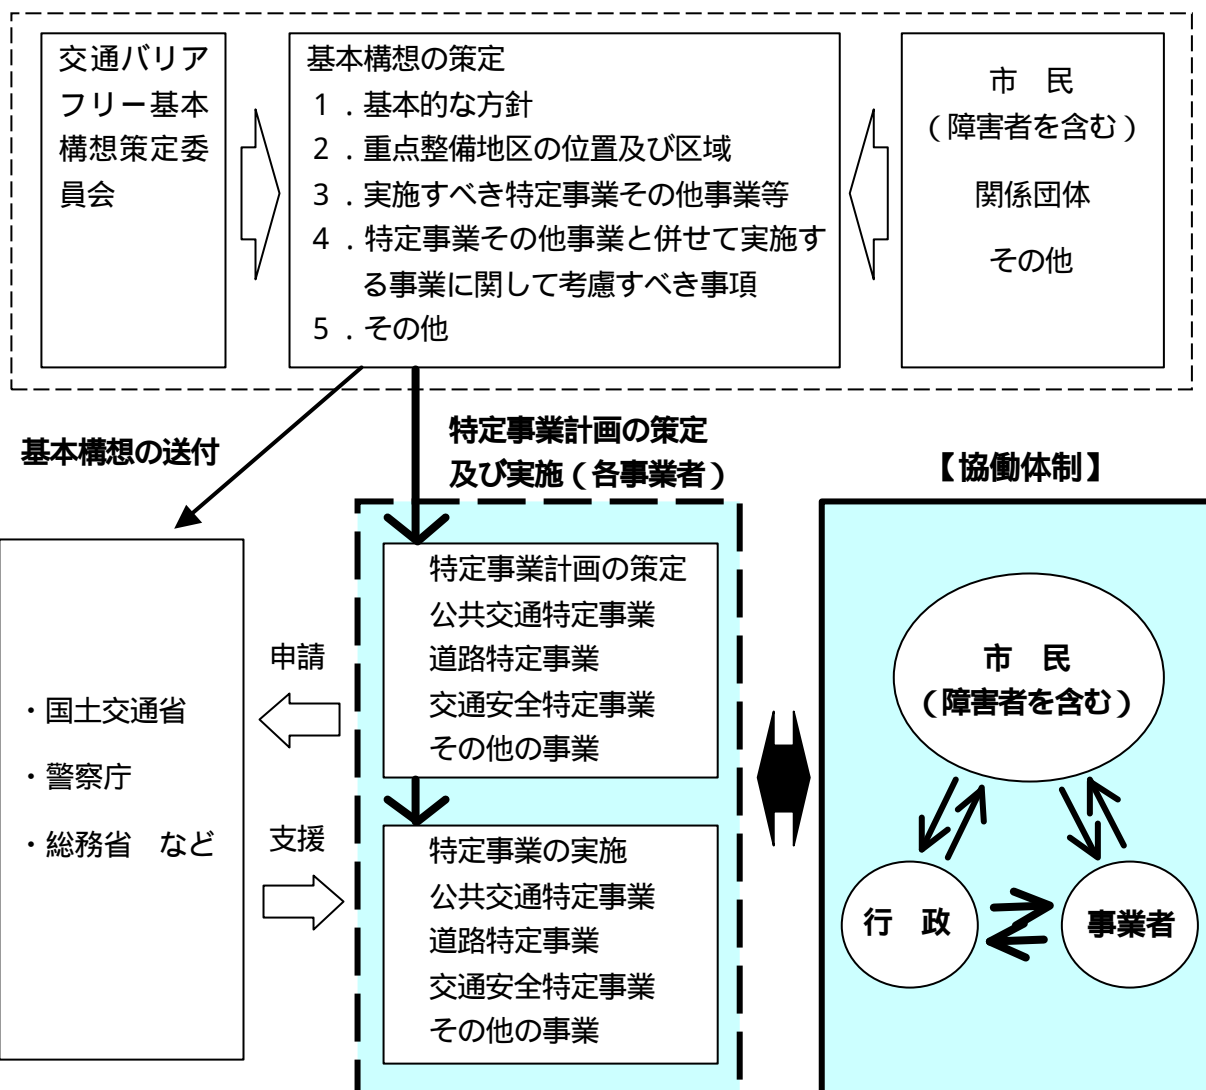 交通バリア
フリー基本
構想策定委
員会
基本構想の策定
１．基本的な方針
２．重点整備地区の位置及び区域
３．実施すべき特定事業その他事業等
４．特定事業その他事業と併せて実施す
る事業に関して考慮すべき事項
５．その他
市　民
（障害者を含む）
関係団体
その他
基本構想の送付
特定事業計画の策定
及び実施（各事業者）
【協働体制】
・国土交通省
・警察庁
・総務省　など
申請
支援
特定事業計画の策定
公共交通特定事業
道路特定事業
交通安全特定事業
その他の事業
特定事業の実施
公共交通特定事業
道路特定事業
交通安全特定事業
その他の事業
市　民
（障害者を含む）
行　政
事業者